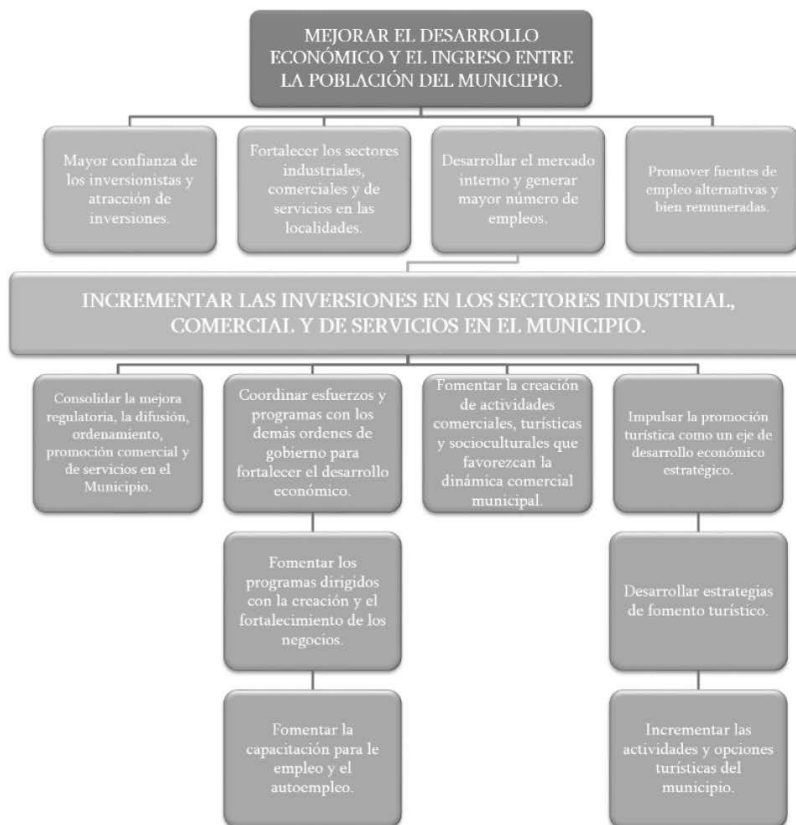 MEJORAR EL DESARROLLO
ECONÓMICO Y EL INGRESO ENTRE
LA POBLACIÓN DEL MUNICIPIO.
Mayor confianza de
los inversionistas y
atracción de
inversiones.
Fortalecer los sectores
industriales,
comerciales y de
servicios en las
localidades.
Desarrollar el mercado
interno y generar
mayor número de
empleos.
Promover fuentes de
empleo alternativas y
bien remuneradas.
INCREMENTAR LAS INVERSIONES EN LOS SECTORES INDUSTRIAL,
COMERCIAL Y DE SERVICIOS EN EL MUNICIPIO.
Consolidar la mejora
regulatoria, la difusión,
ordenamiento,
promoción comercial y
de servicios en el
Municipio.
Coordinar esfuerzos y
programas con los
demás ordenes de
gobierno para
fortalecer el desarrollo
económico.
Fomentar la creación
de actividades
comerciales, turísticas
y socioculturales que
favorezcan la
dinámica comercial
municipal.
Impulsar la promoción
turística como un eje de
desarrollo económico
estratégico.
Fomentar los
programas dirigidos
con la creación y el
fortalecimiento de los
negocios.
Desarrollar estrategias
de fomento turístico.
Fomentar la
capacitación para le
empleo y el
autoempleo.
Incrementar las
actividades y opciones
turísticas del
municipio.